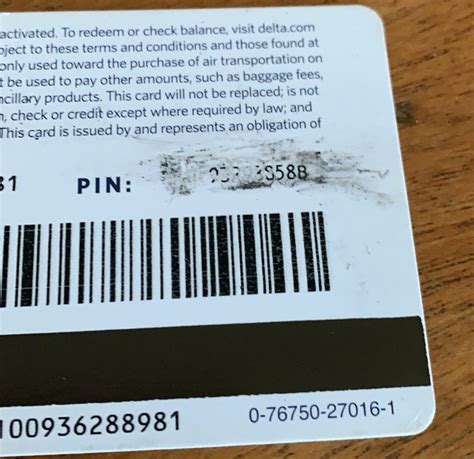 activated. To redeem or check balance, visit delta.com
bject to these terms and conditions and those found at
only used toward the purchase of air transportation on
t be used to pay other amounts, such as baggage fees,
ncillary products. This card will not be replaced; is not
n, check or credit except where required by law; and
This card is issued by and represents an obligation of
31 PIN:
100936288981 0-76750-27016-1